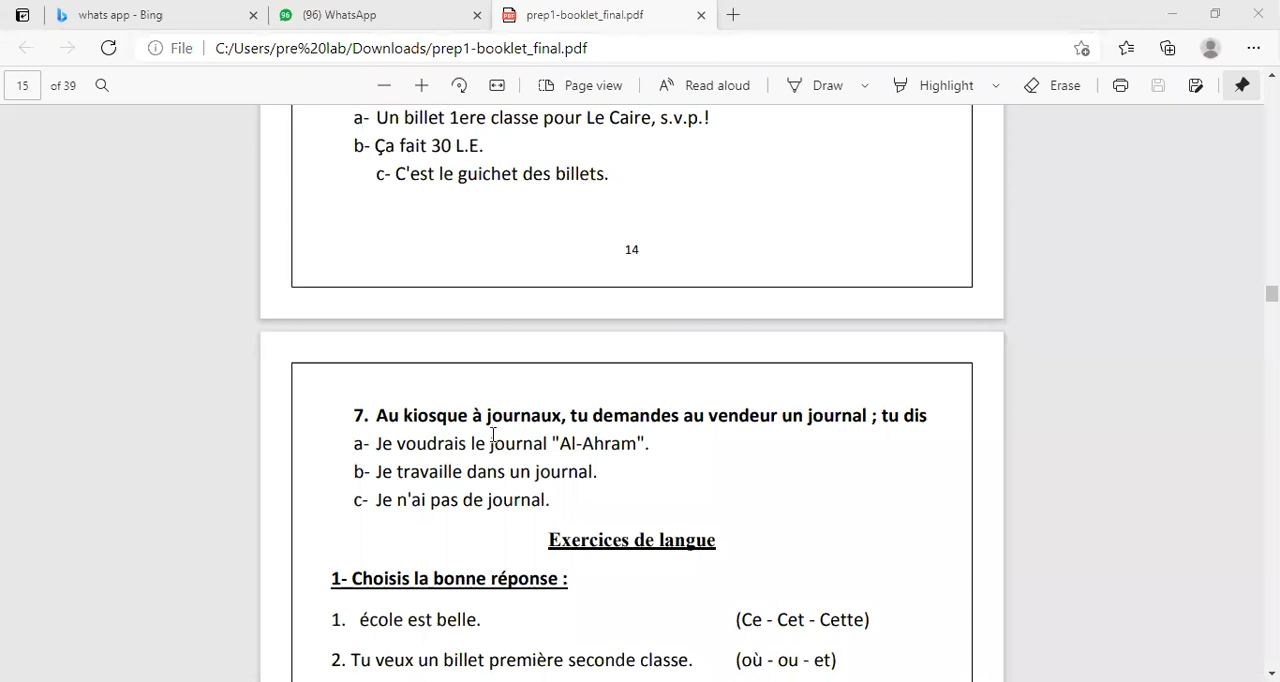 whats app - Bing
96 (96) WhatsApp
PDF prep1-booklet_final.pdf
File C:/Users/pre%20lab/Downloads/prep1-booklet_final.pdf
15 of 39 Page view Read aloud Draw Highlight Erase
a- Un billet 1ere classe pour Le Caire, s.v.p.!
b- Ça fait 30 L.E.
c- C'est le guichet des billets.
14
7. Au kiosque à journaux, tu demandes au vendeur un journal ; tu dis
a- Je voudrais le journal "Al-Ahram".
b- Je travaille dans un journal.
c- Je n'ai pas de journal.
Exercices de langue
1- Choisis la bonne réponse :
1. école est belle. (Ce - Cet - Cette)
2. Tu veux un billet première seconde classe. (où - ou - et)